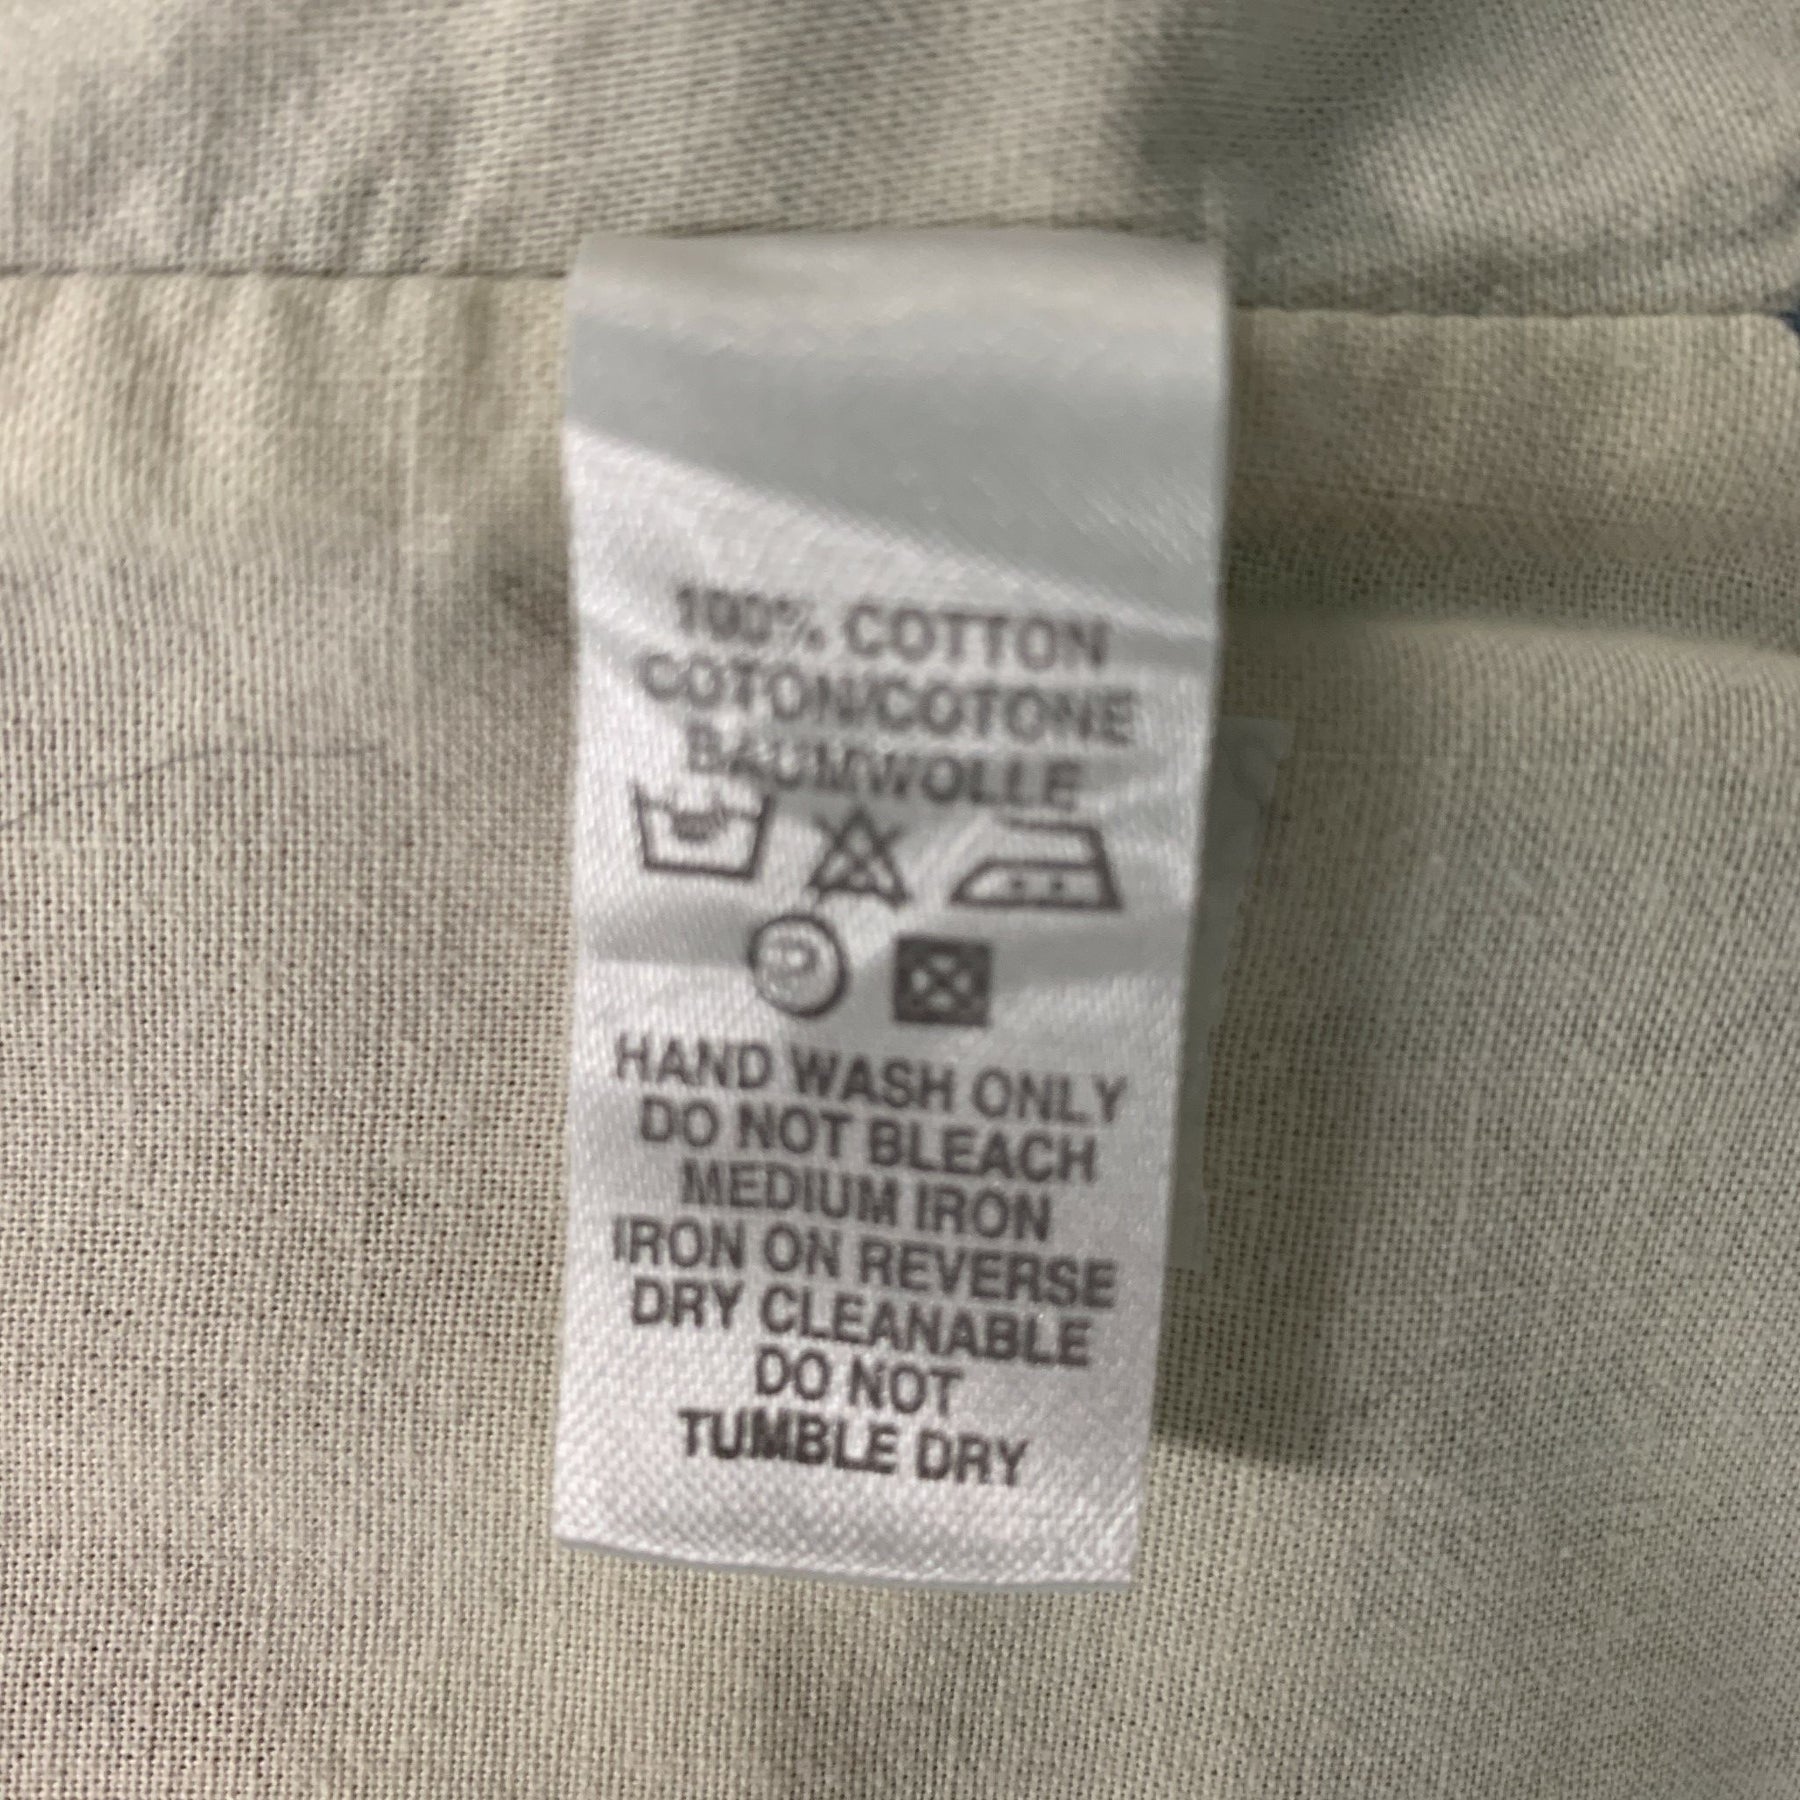 100% COTTON
COTON/COTONE
BAUMWOLLE
P
HAND WASH ONLY
DO NOT BLEACH
MEDIUM IRON
IRON ON REVERSE
DRY CLEANABLE
DO NOT
TUMBLE DRY